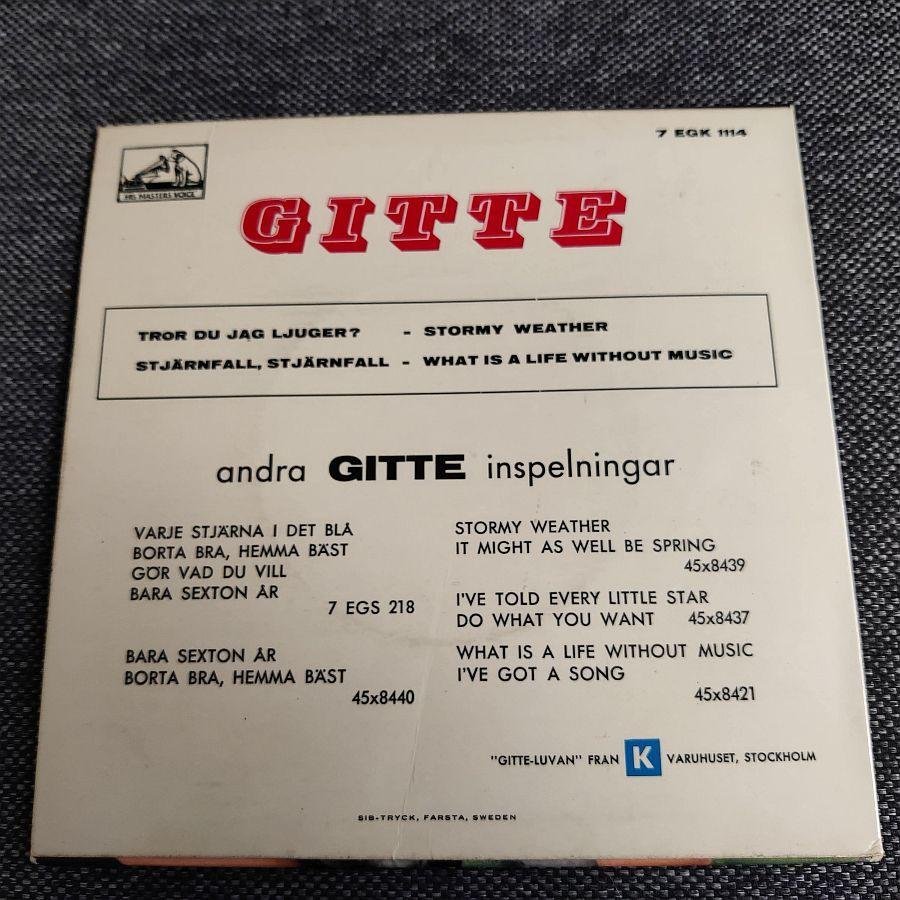 7 EGK 1114
HIS MASTERS VOICE
GITTE
TROR DU JAG LJUGER? - STORMY WEATHER
STJÄRNFALL, STJÄRNFALL - WHAT IS A LIFE WITHOUT MUSIC
andra GITTE inspelningar
VARJE STJÄRNA I DET BLÅ
BORTA BRA, HEMMA BÄST
GÖR VAD DU VILL
BARA SEXTON ÅR
7 EGS 218
BARA SEXTON ÅR
BORTA BRA, HEMMA BÄST
45x8440
STORMY WEATHER
IT MIGHT AS WELL BE SPRING
45x8439
I'VE TOLD EVERY LITTLE STAR
DO WHAT YOU WANT 45x8437
WHAT IS A LIFE WITHOUT MUSIC
I'VE GOT A SONG
45x8421
"GITTE-LUVAN" FRÅN K VARUHUSET, STOCKHOLM
SIB-TRYCK, FARSTA, SWEDEN